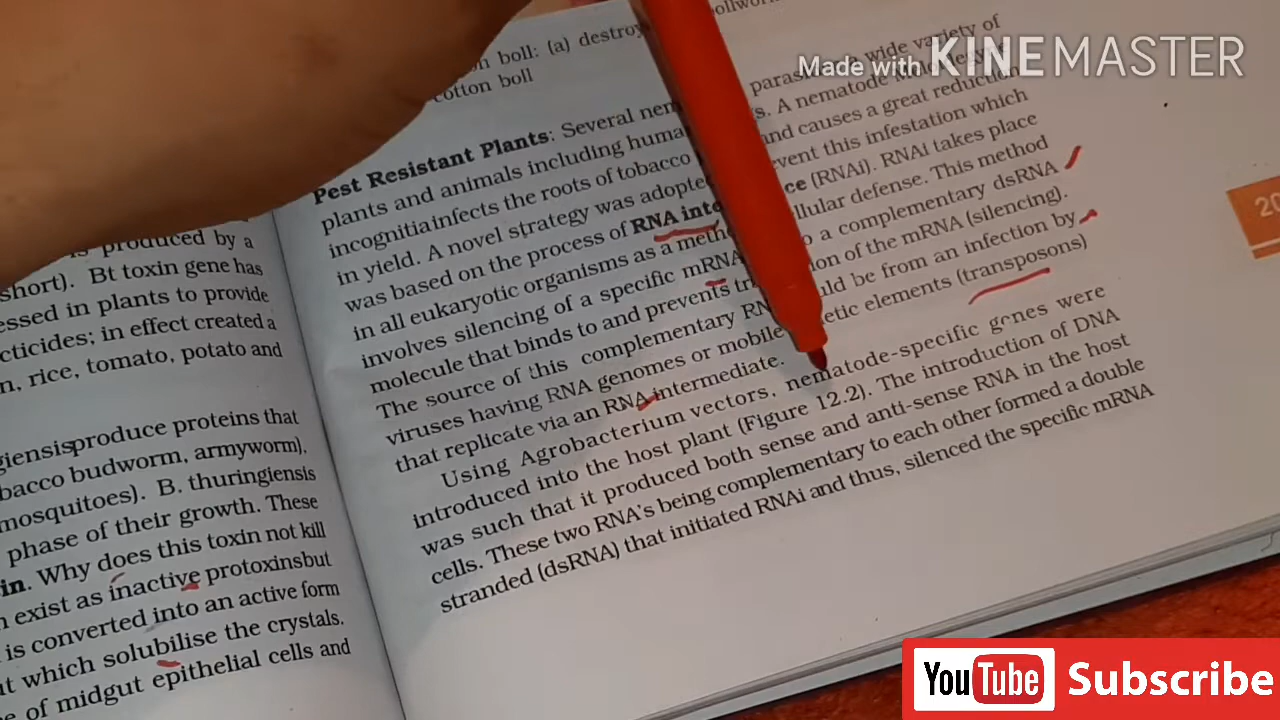 Made with KINEMASTER
boll: (a) destroy
cotton boll
Pest Resistant Plants: Several nem parasi wide variety of
plants and animals including human s. A nematode
incognitiainfects the roots of tobacco and causes a great reduction
in yield. A novel strategy was adopted vent this infestation which
was based on the process of RNA inte ce (RNAi). RNAi takes place
in all eukaryotic organisms as a meth llular defense. This method
involves silencing of a specific mRNA a complementary dsRNA
molecule that binds to and prevents tr ion of the mRNA (silencing).
The source of this complementary RN uld be from an infection by
viruses having RNA genomes or mobile etic elements (transposons)
that replicate via an RNA intermediate.
Using Agrobacterium vectors, nematode-specific genes were
introduced into the host plant (Figure 12.2). The introduction of DNA
was such that it produced both sense and anti-sense RNA in the host
cells. These two RNA's being complementary to each other formed a double
stranded (dsRNA) that initiated RNAi and thus, silenced the specific mRNA
20
produced by a
short). Bt toxin gene has
essed in plants to provide
cticides; in effect created a
n, rice, tomato, potato and
giensisproduce proteins that
bacco budworm, armyworm),
mosquitoes). B. thuringiensis
phase of their growth. These
in. Why does this toxin not kill
n exist as inactive protoxinsbut
is converted into an active form
t which solubilise the crystals.
e of midgut epithelial cells and
YouTube Subscribe